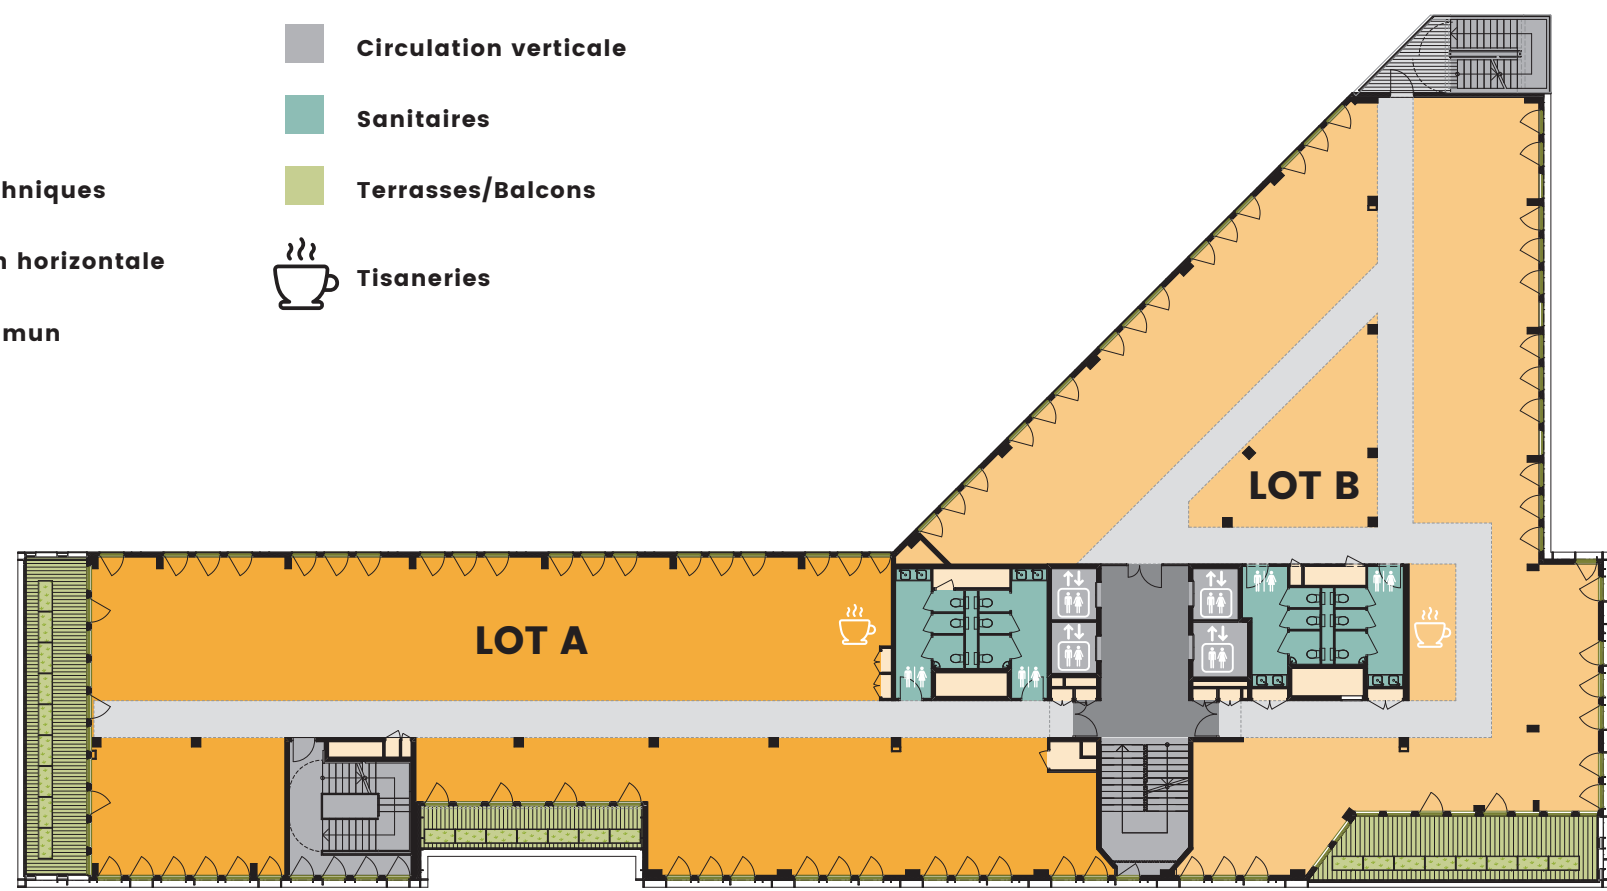 Circulation verticale
Sanitaires
hniques
Terrasses/Balcons
n horizontale
Tisaneries
mun
LOT B
LOT A